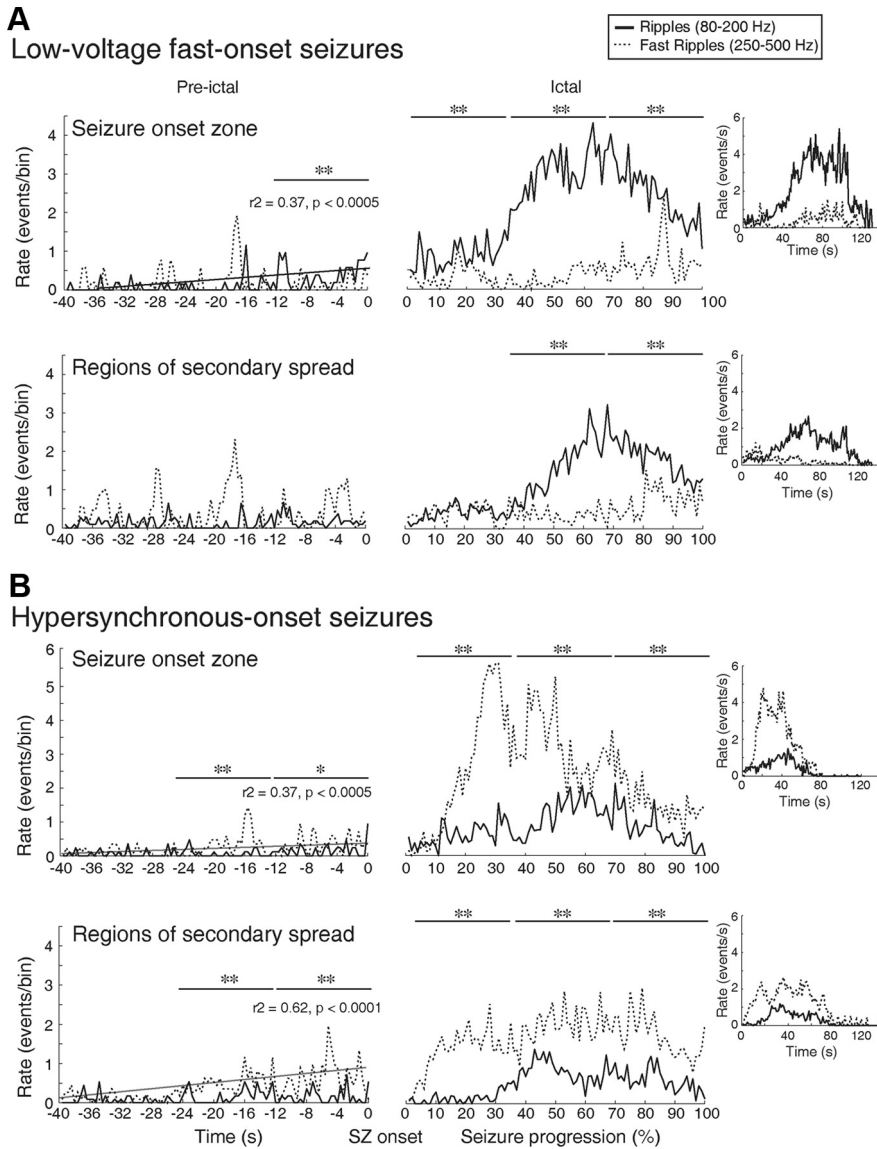 A
Low-voltage fast-onset seizures
Ripples (80-200 Hz)
Fast Ripples (250-500 Hz)
Pre-ictal
Ictal
Seizure onset zone
**
r2 = 0.37, p < 0.0005
Rate (events/bin)
4
3
2
1
0
-40 -36 -32 -28 -24 -20 -16 -12 -8 -4 0
** ** **
0 10 20 30 40 50 60 70 80 90 100
Rate (events/s)
6
4
2
0
0 40 80 120
Time (s)
Regions of secondary spread
Rate (events/bin)
4
3
2
1
0
-40 -36 -32 -28 -24 -20 -16 -12 -8 -4 0
** **
0 10 20 30 40 50 60 70 80 90 100
Rate (events/s)
6
4
2
0
0 40 80 120
Time (s)
B
Hypersynchronous-onset seizures
Seizure onset zone
** *
r2 = 0.37, p < 0.0005
Rate (events/bin)
6
5
4
3
2
1
0
-40 -36 -32 -28 -24 -20 -16 -12 -8 -4 0
** ** **
0 10 20 30 40 50 60 70 80 90 100
Rate (events/s)
6
4
2
0
0 40 80 120
Time (s)
Regions of secondary spread
** **
r2 = 0.62, p < 0.0001
Rate (events/bin)
4
3
2
1
0
-40 -36 -32 -28 -24 -20 -16 -12 -8 -4 0
** ** **
0 10 20 30 40 50 60 70 80 90 100
Rate (events/s)
6
4
2
0
0 40 80 120
Time (s)
Time (s) SZ onset Seizure progression (%)